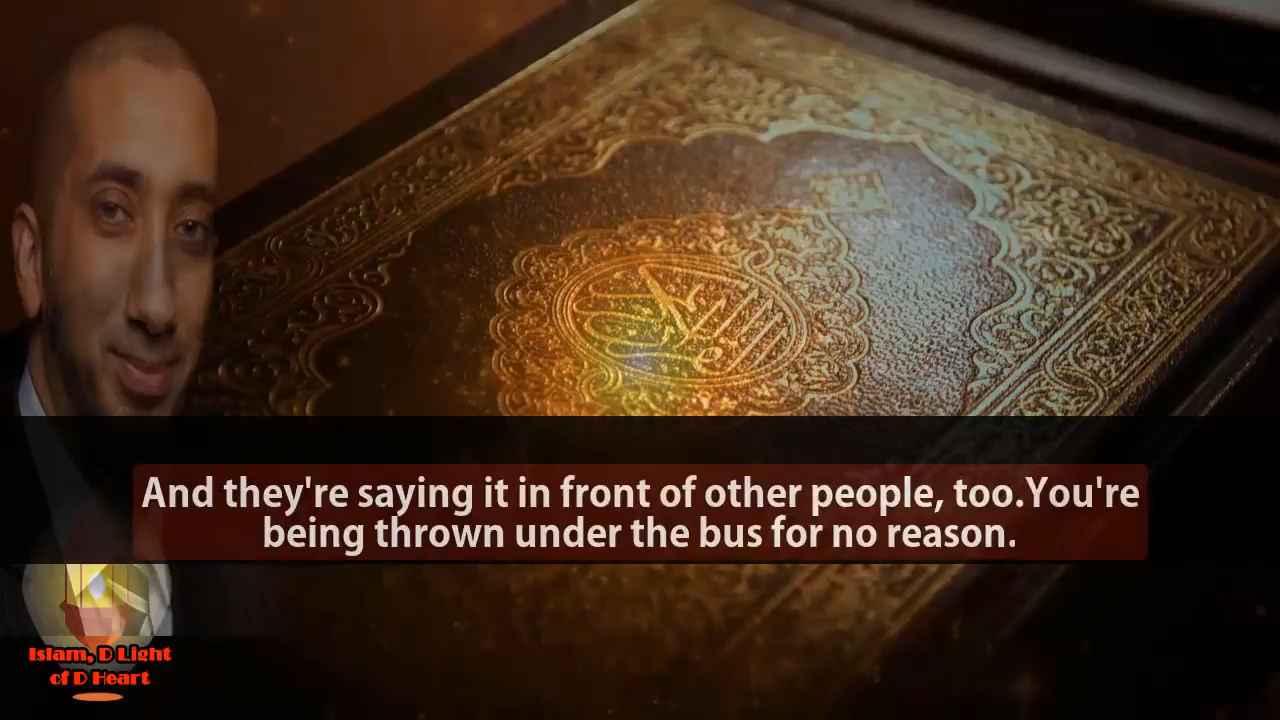 And they're saying it in front of other people, too.You're
being thrown under the bus for no reason.
Islam, D Light
of D Heart